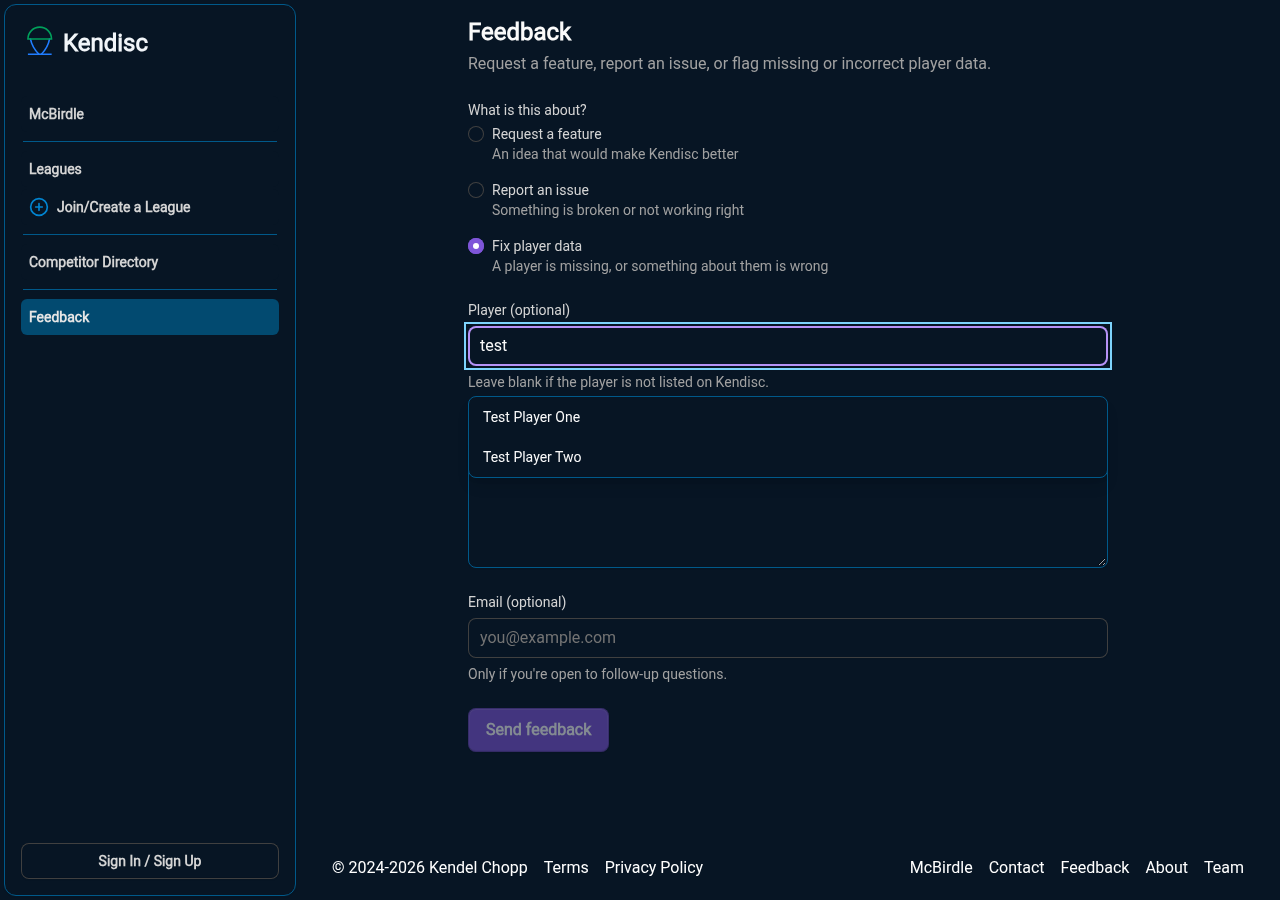 Kendisc
McBirdle
Leagues
Join/Create a League
Competitor Directory
Feedback
Sign In / Sign Up
Feedback
Request a feature, report an issue, or flag missing or incorrect player data.
What is this about?
Request a feature
An idea that would make Kendisc better
Report an issue
Something is broken or not working right
Fix player data
A player is missing, or something about them is wrong
Player (optional)
test
Leave blank if the player is not listed on Kendisc.
Test Player One
Test Player Two
Email (optional)
you@example.com
Only if you're open to follow-up questions.
Send feedback
© 2024-2026 Kendel Chopp Terms Privacy Policy McBirdle Contact Feedback About Team